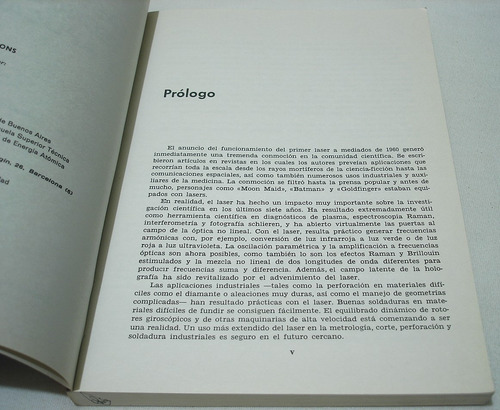 ONS
de Buenos Aires
uela Superior Técnica
de Energía Atómica
26. Barcelona
dad
Prólogo
El anuncio del funcionamiento del primer laser a mediados de 1960 generó
inmediatamente una tremenda conmoción en la comunidad científica. Se escri-
bieron artículos en revistas en los cuales los autores preveían aplicaciones que
recorrían toda la escala desde los rayos mortíferos de la ciencia-ficción hasta las
comunicaciones espaciales, así como también numerosos usos industriales y auxi-
liares de la medicina. La conmoción se filtró hasta la prensa popular y antes de
mucho, personajes como «Moon Maid», «Batman» y «Goldfinger» estaban equi-
pados con lasers.
En realidad, el laser ha hecho un impacto muy importante sobre la investi-
gación científica en los últimos siete años. Ha resultado extremadamente útil
como herramienta científica en diagnósticos de plasma, espectroscopia Raman,
interferometría y fotografía schlieren, y ha abierto virtualmente las puertas al
campo de la óptica no lineal. Con el laser, resulta práctico generar frecuencias
armónicas con, por ejemplo, conversión de luz infrarroja a luz verde o de luz
roja a luz ultravioleta. La oscilación paramétrica y la amplificación a frecuencias
ópticas son ahora posibles, como también lo son los efectos Raman y Brillouin
estimulados y la mezcla no lineal de dos longitudes de onda diferentes para
producir frecuencias suma y diferencia. Además, el campo latente de la holo-
grafía ha sido revitalizado por el advenimiento del laser.
Las aplicaciones industriales —tales como la perforación en materiales difí-
ciles como el diamante o aleaciones muy duras, así como el manejo de geometrías
complicadas— han resultado prácticas con el laser. Buenas soldaduras en mate-
riales difíciles de fundir se consiguen fácilmente. El equilibrado dinámico de roto-
res giroscópicos y de otras maquinarias de alta velocidad está comenzando a ser
una realidad. Un uso más extendido del laser en la metrología, corte, perforación y
soldadura industriales es seguro en el futuro cercano.
V